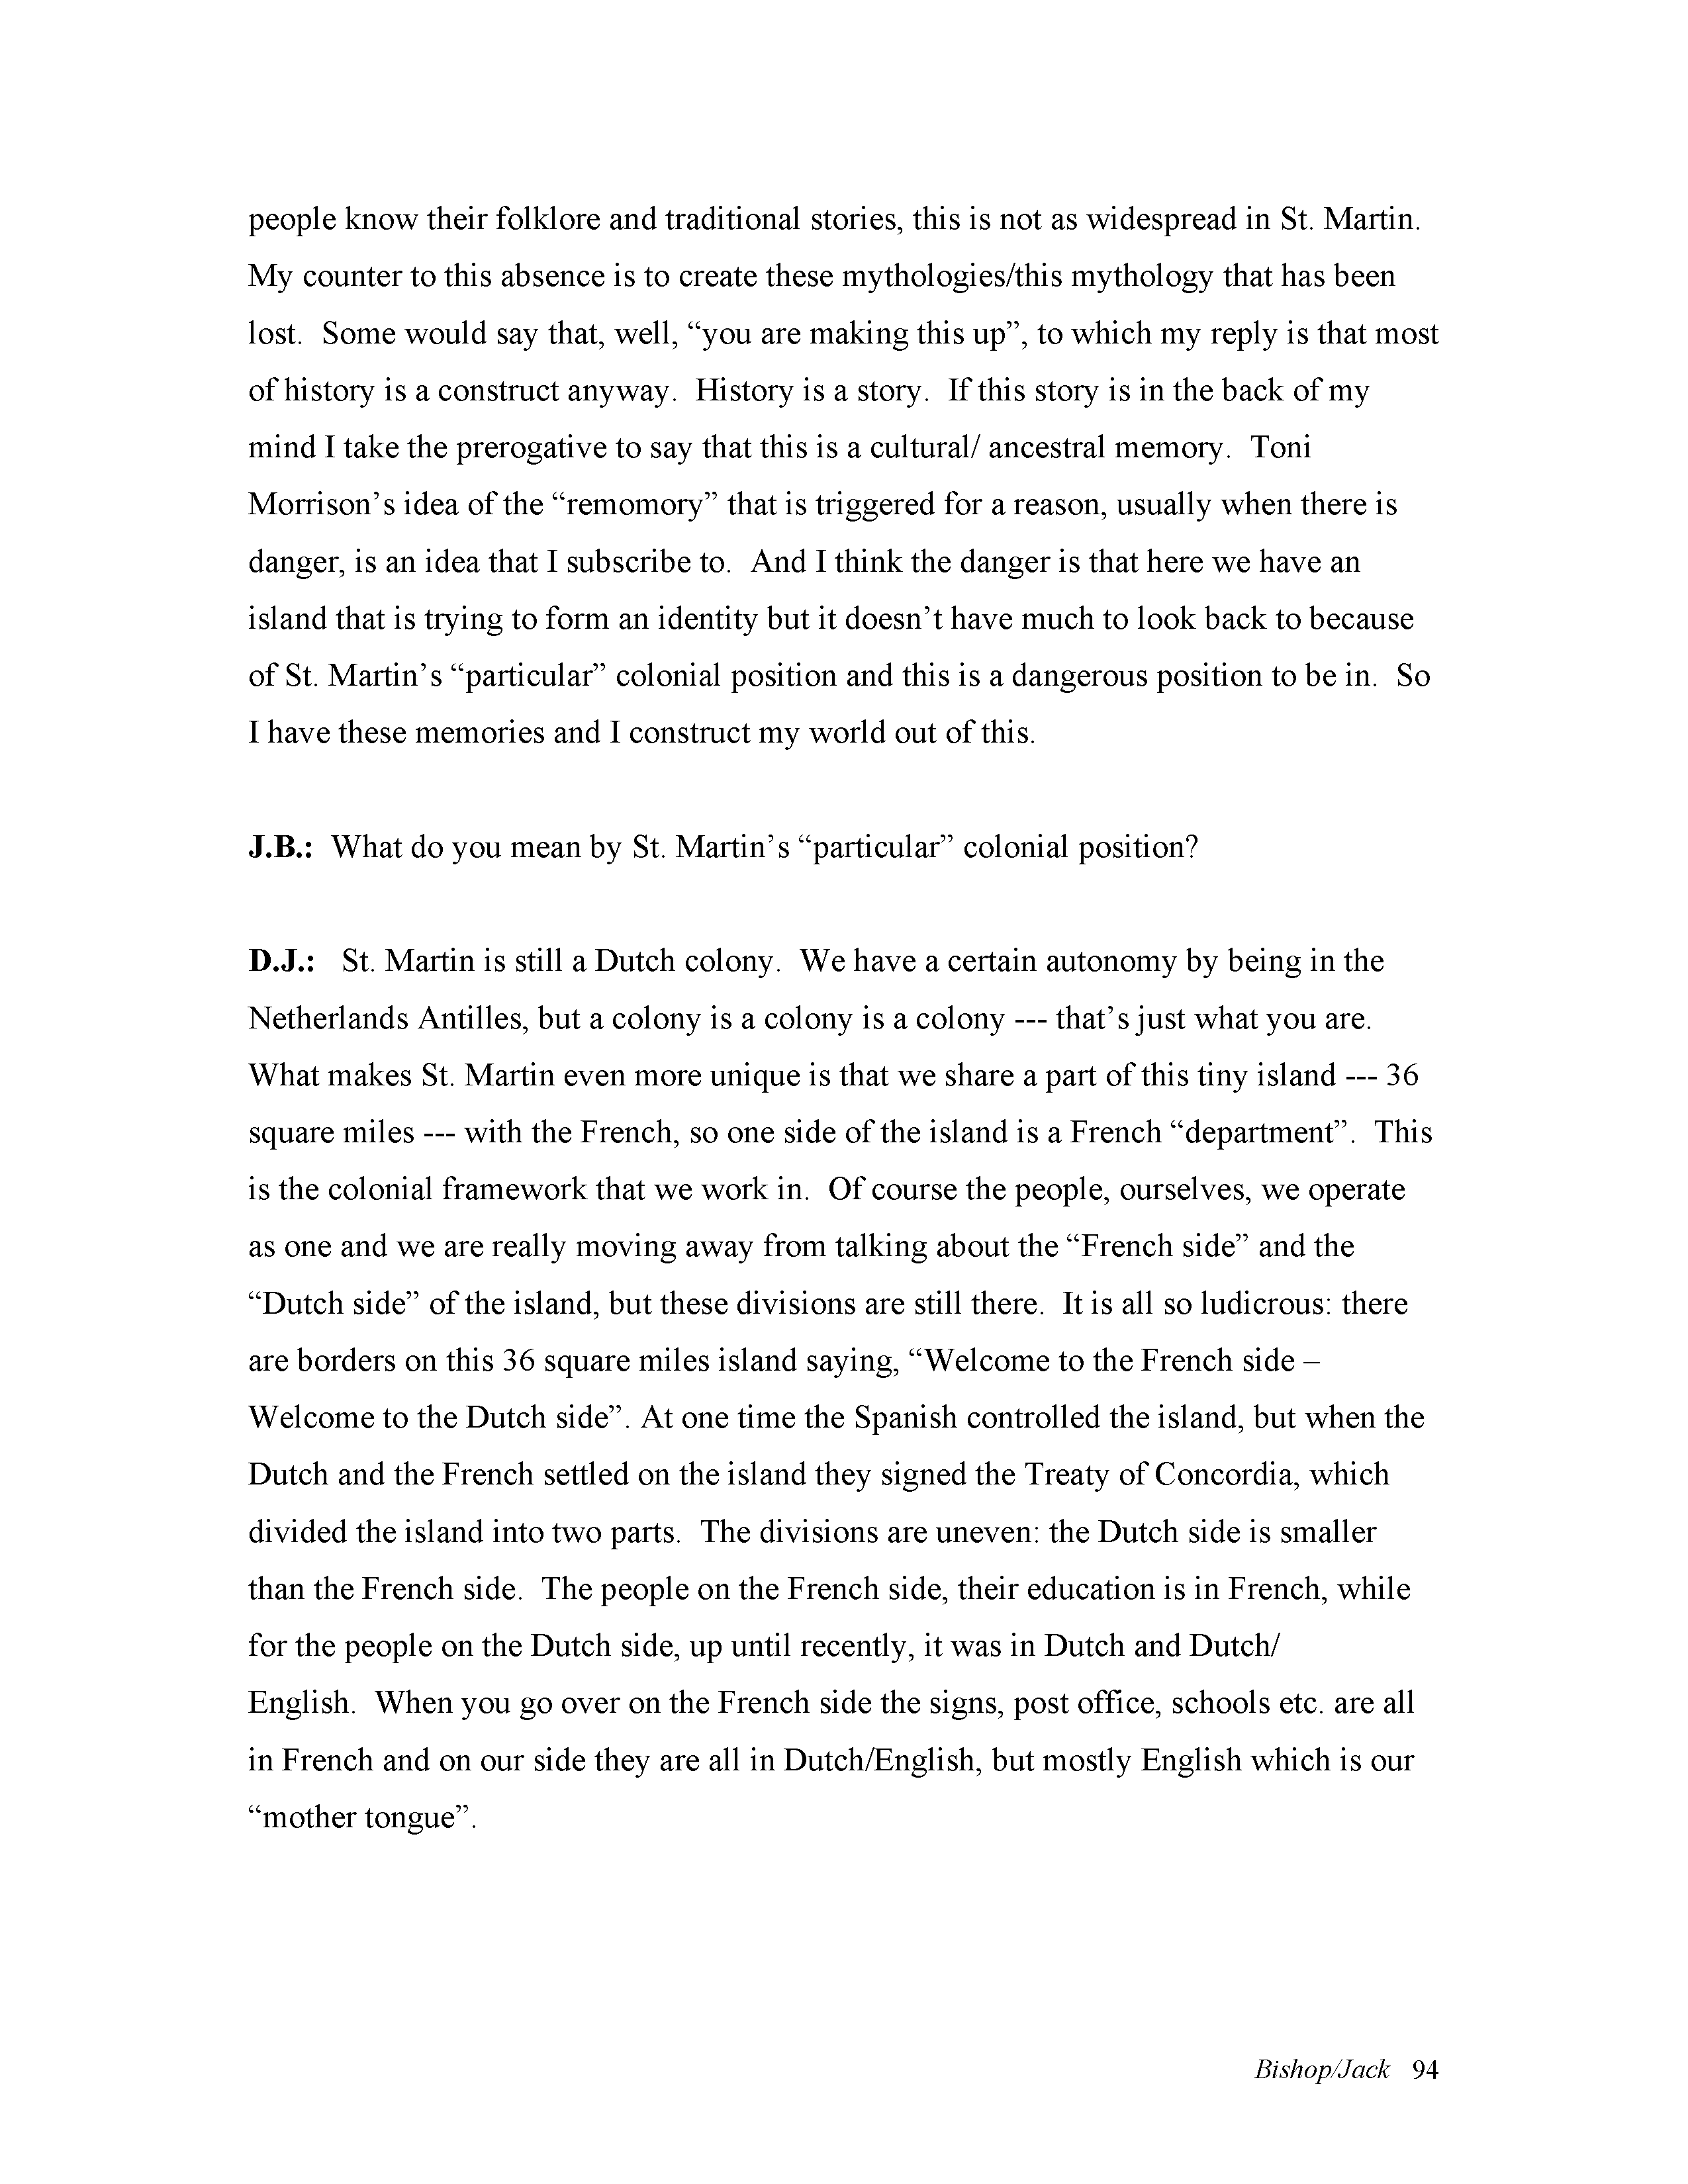 people know their folklore and traditional stories, this is not as widespread in St. Martin.
My counter to this absence is to create these mythologies/this mythology that has been
lost.  Some would say that, well, “you are making this up”, to which my reply is that most
of history is a construct anyway.  History is a story.  If this story is in the back of my
mind I take the prerogative to say that this is a cultural/ ancestral memory.  Toni
Morrison’s idea of the “remomory” that is triggered for a reason, usually when there is
danger, is an idea that I subscribe to.  And I think the danger is that here we have an
island that is trying to form an identity but it doesn’t have much to look back to because
of St. Martin’s “particular” colonial position and this is a dangerous position to be in.  So
I have these memories and I construct my world out of this.
J.B.:  What do you mean by St. Martin’s “particular” colonial position?
D.J.:   St. Martin is still a Dutch colony.  We have a certain autonomy by being in the
Netherlands Antilles, but a colony is a colony is a colony --- that’s just what you are.
What makes St. Martin even more unique is that we share a part of this tiny island --- 36
square miles --- with the French, so one side of the island is a French “department”.  This
is the colonial framework that we work in.  Of course the people, ourselves, we operate
as one and we are really moving away from talking about the “French side” and the
“Dutch side” of the island, but these divisions are still there.  It is all so ludicrous: there
are borders on this 36 square miles island saying, “Welcome to the French side –
Welcome to the Dutch side”. At one time the Spanish controlled the island, but when the
Dutch and the French settled on the island they signed the Treaty of Concordia, which
divided the island into two parts.  The divisions are uneven: the Dutch side is smaller
than the French side.  The people on the French side, their education is in French, while
for the people on the Dutch side, up until recently, it was in Dutch and Dutch/
English.  When you go over on the French side the signs, post office, schools etc. are all
in French and on our side they are all in Dutch/English, but mostly English which is our
“mother tongue”.
Bishop/Jack   94